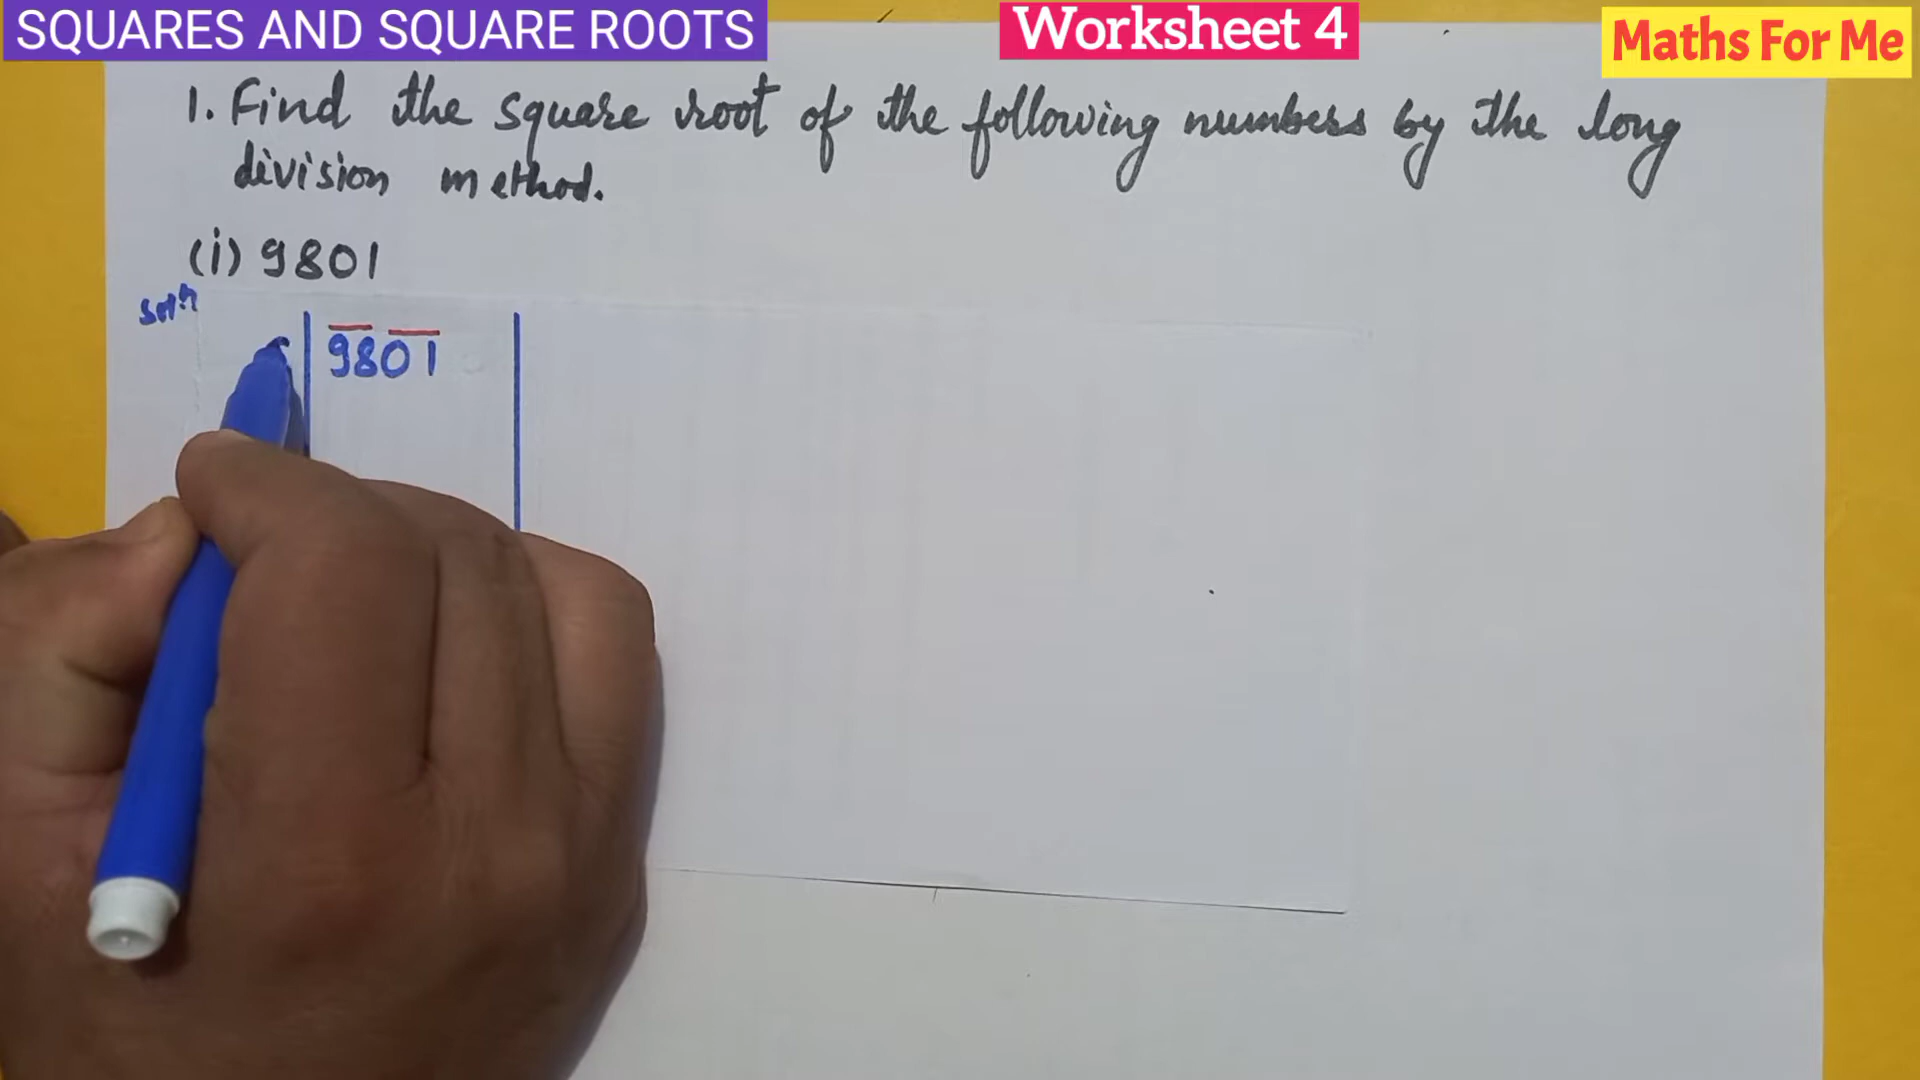 SQUARES AND SQUARE ROOTS
Worksheet 4
Maths For Me
1. Find the square root of the following numbers by the long
division method.
(i) 9801
Solⁿ
9801